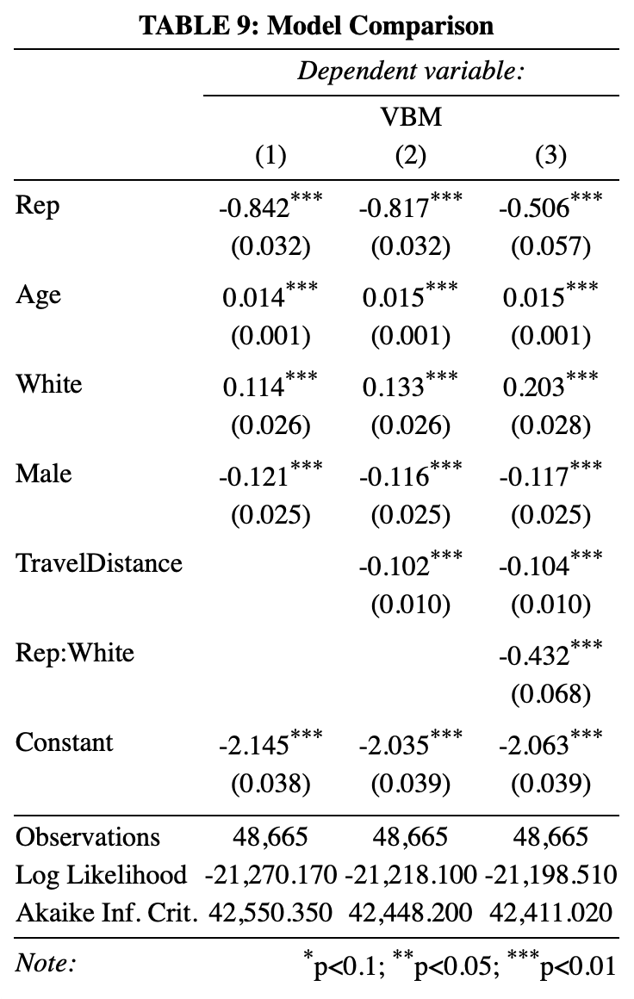 TABLE 9: Model Comparison
Dependent variable:
VBM
(1) (2) (3)
Rep -0.842*** -0.817*** -0.506***
(0.032) (0.032) (0.057)
Age 0.014*** 0.015*** 0.015***
(0.001) (0.001) (0.001)
White 0.114*** 0.133*** 0.203***
(0.026) (0.026) (0.028)
Male -0.121*** -0.116*** -0.117***
(0.025) (0.025) (0.025)
TravelDistance -0.102*** -0.104***
(0.010) (0.010)
Rep:White -0.432***
(0.068)
Constant -2.145*** -2.035*** -2.063***
(0.038) (0.039) (0.039)
Observations 48,665 48,665 48,665
Log Likelihood -21,270.170 -21,218.100 -21,198.510
Akaike Inf. Crit. 42,550.350 42,448.200 42,411.020
Note: *p<0.1; **p<0.05; ***p<0.01